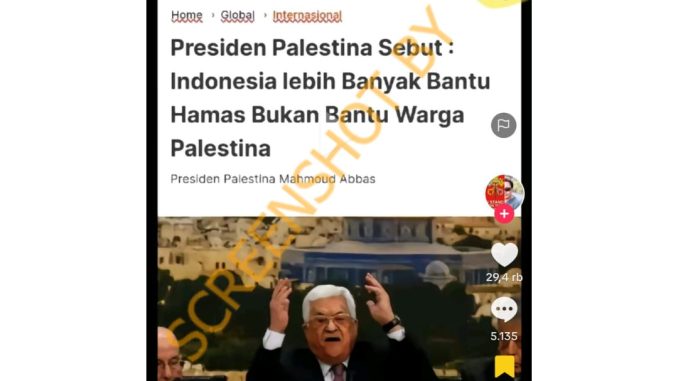 Home › Global › Internasional
Presiden Palestina Sebut :
Indonesia lebih Banyak Bantu
Hamas Bukan Bantu Warga
Palestina
Presiden Palestina Mahmoud Abbas
SCREENSHOT BY
29,4 rb
5.135